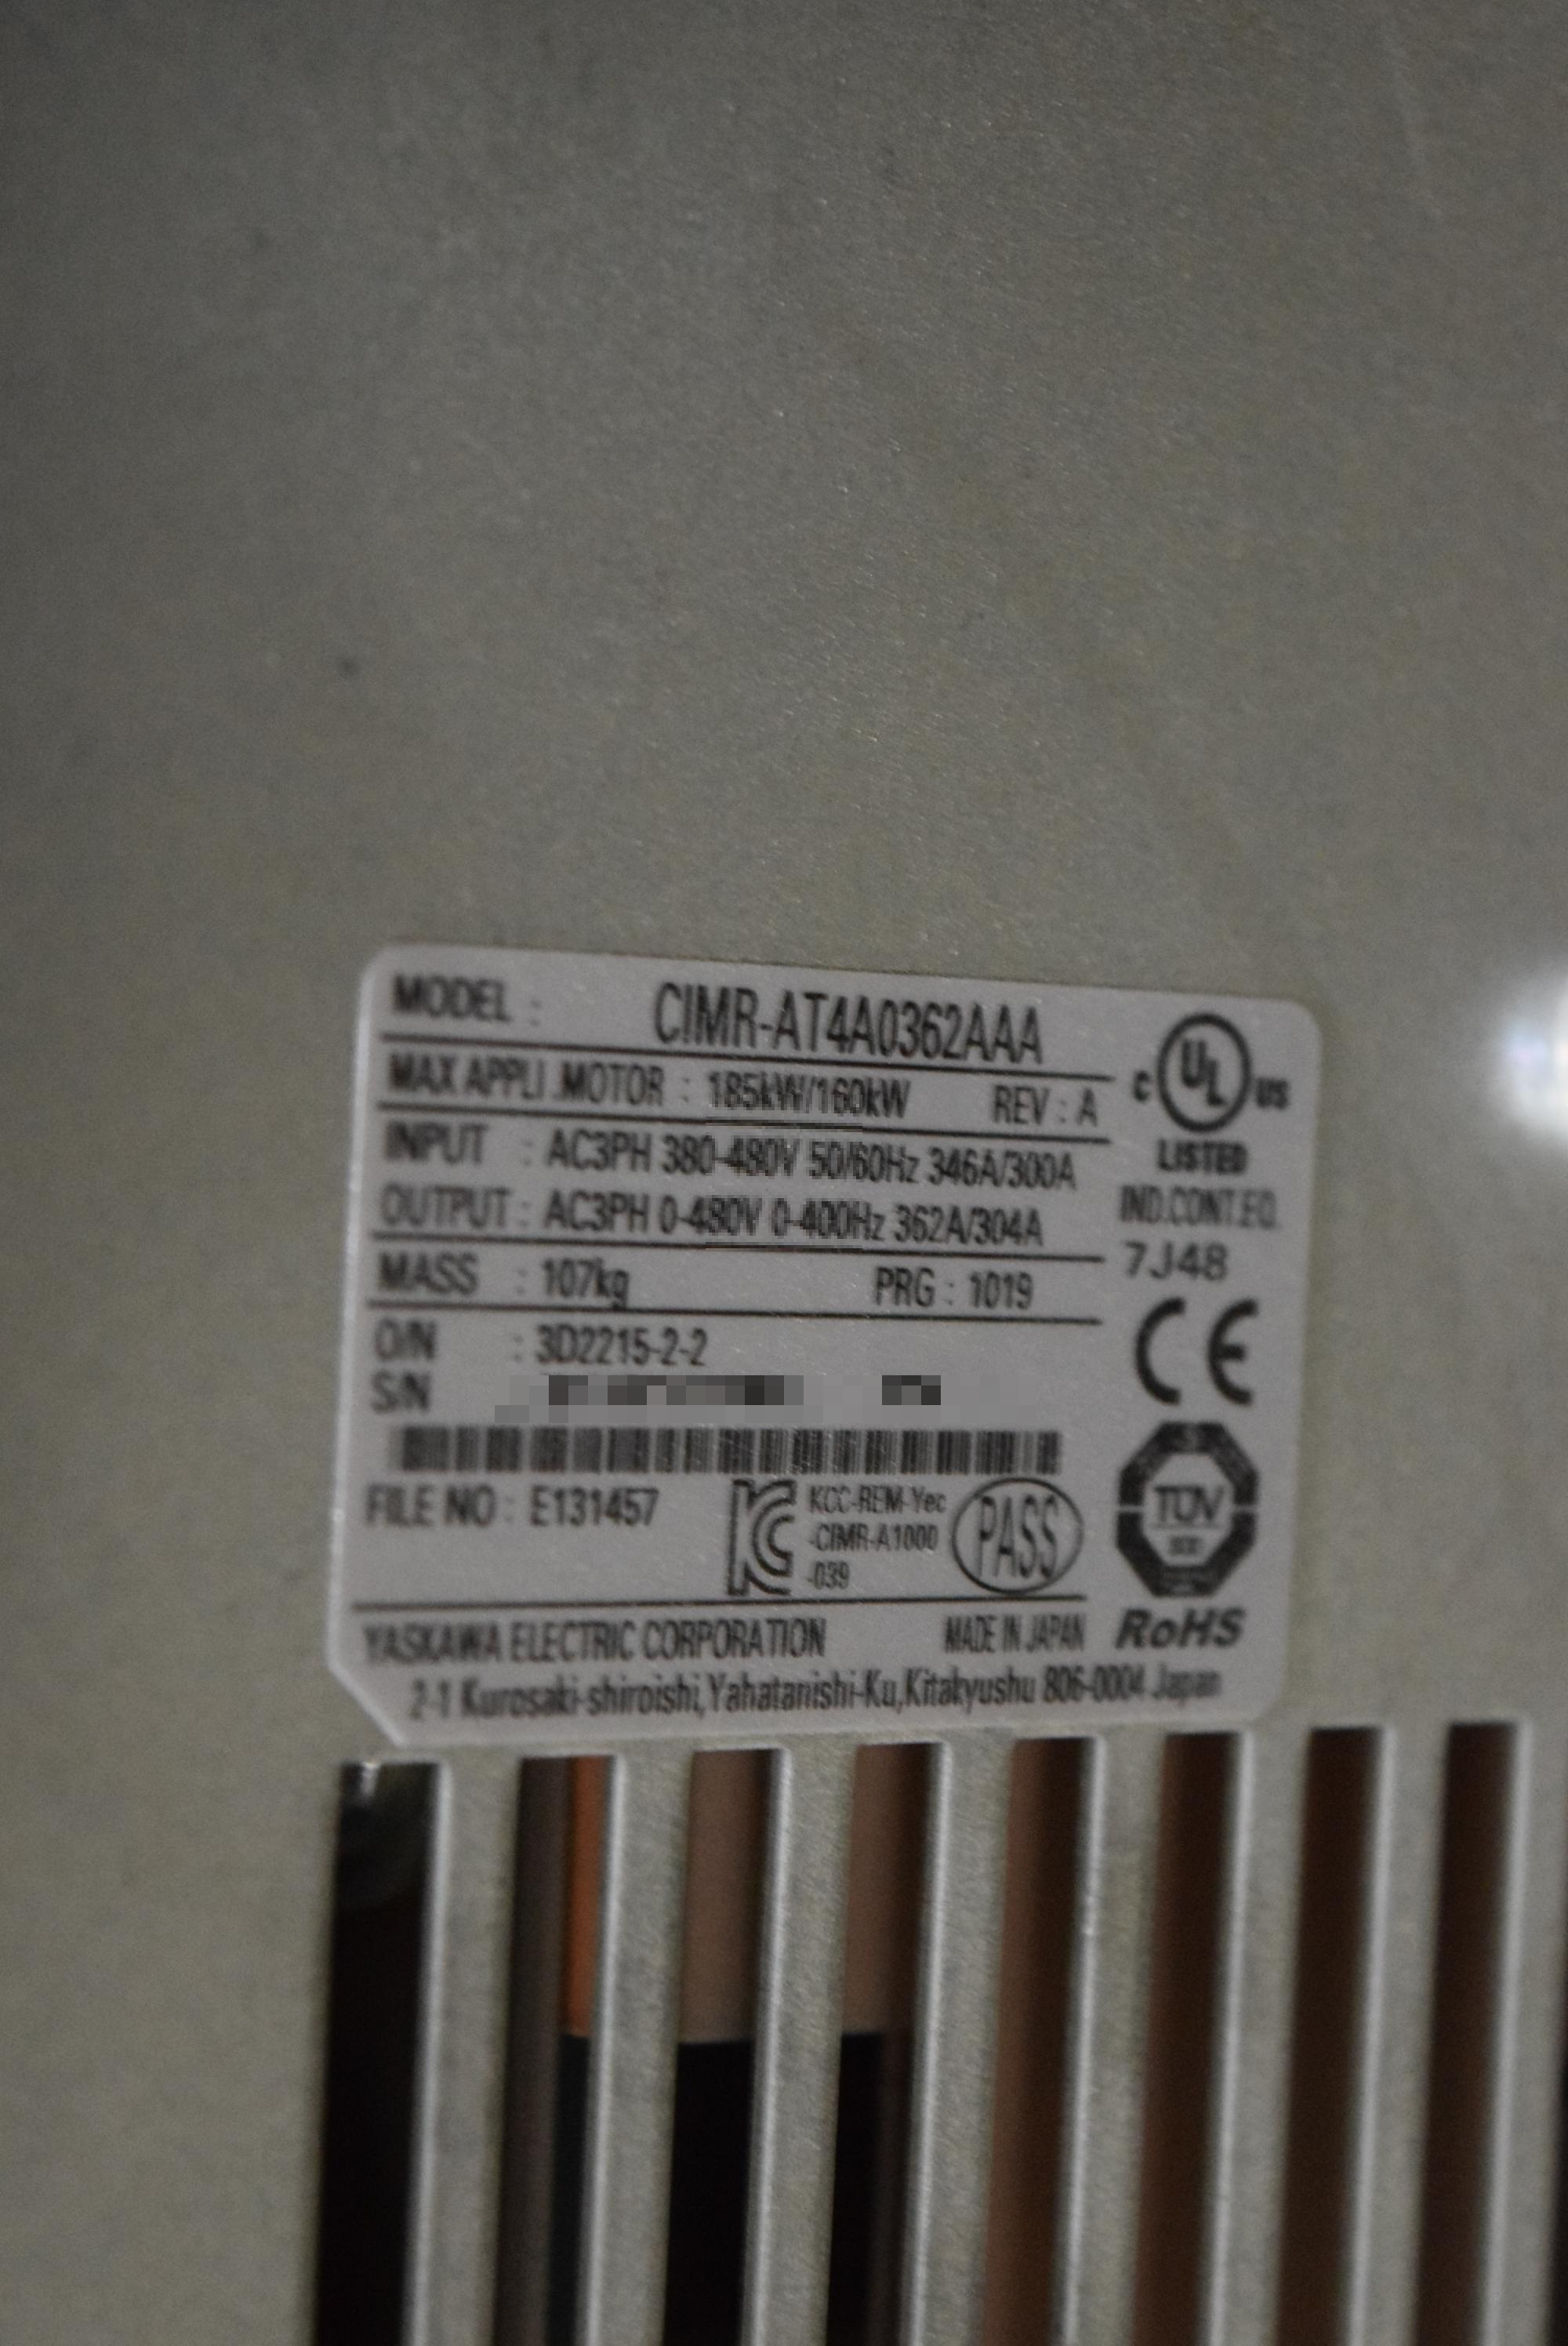 MODEL : CIMR-AT4A0362AAA
MAX APPLI .MOTOR : 185kW/160kW REV : A
INPUT : AC3PH 380-480V 50/60Hz 346A/300A
OUTPUT : AC3PH 0-480V 0-400Hz 362A/304A
MASS : 107kg PRG : 1019
O/N : 3D2215-2-2
S/N
FILE NO : E131457
KCC-REM-Yec
-CIMR-A1000
-039
PASS
C UL US
LISTED
IND.CONT.EQ.
7J48
CE
TUV
RoHS
YASKAWA ELECTRIC CORPORATION MADE IN JAPAN
2-1 Kurosaki-shiroishi,Yahatanishi-Ku,Kitakyushu 806-0004 Japan